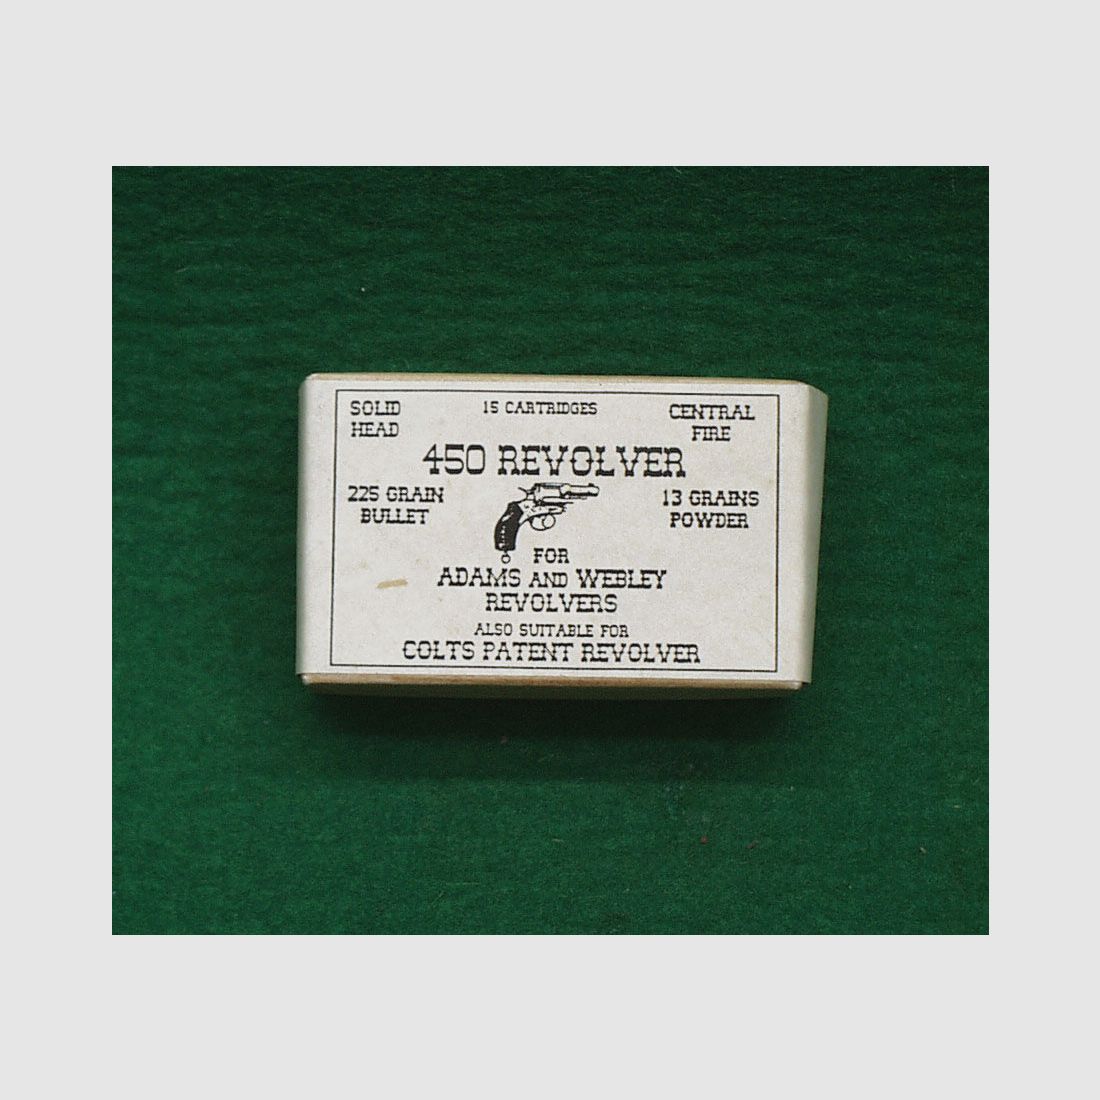 SOLID HEAD
15 CARTRIDGES
CENTRAL FIRE
450 REVOLVER
225 GRAIN BULLET
13 GRAINS POWDER
FOR
ADAMS AND WEBLEY
REVOLVERS
ALSO SUITABLE FOR
COLTS PATENT REVOLVER